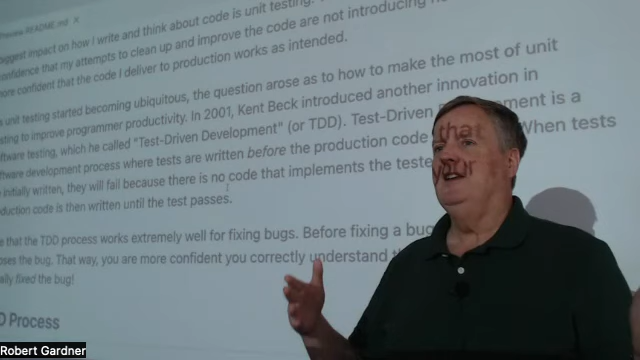 Preview README.md ×
biggest impact on how I write and think about code is unit testing.
confidence that my attempts to clean up and improve the code are not introducing
more confident that the code I deliver to production works as intended.
unit testing started becoming ubiquitous, the question arose as to how to make the most of unit
to improve programmer productivity. In 2001, Kent Beck introduced another innovation in
software testing, which he called "Test-Driven Development" (or TDD). Test-Driven ment is a
software development process where tests are written before the production code that When tests
initially written, they will fail because there is no code that implements the
production code is then written until the test passes.
e that the TDD process works extremely well for fixing bugs. Before fixing a bug
the bug. That way, you are more confident you correctly understand
ally fixed the bug!
D Process
Robert Gardner